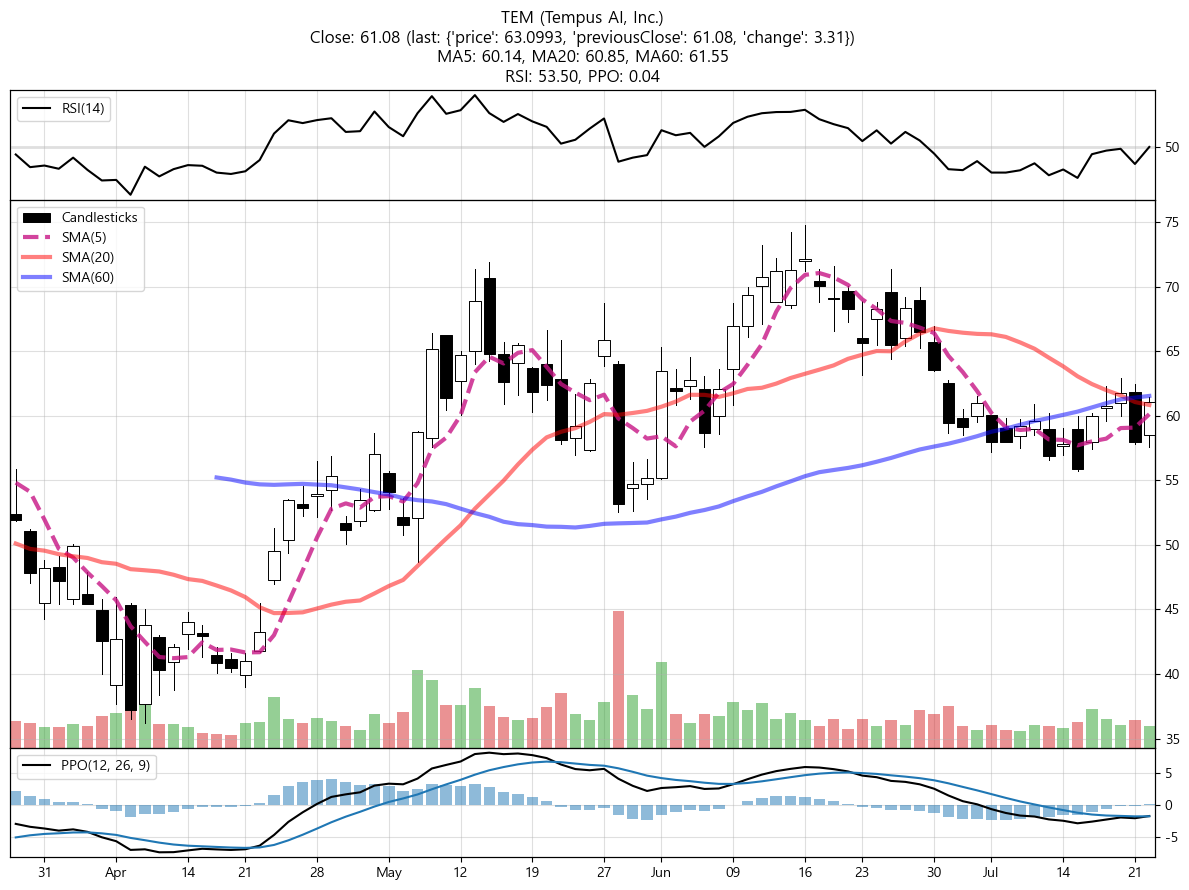 TEM (Tempus AI, Inc.)
Close: 61.08 (last: {'price': 63.0993, 'previousClose': 61.08, 'change': 3.31})
MA5: 60.14, MA20: 60.85, MA60: 61.55
RSI: 53.50, PPO: 0.04
RSI(14)
50
Candlesticks
SMA(5)
SMA(20)
SMA(60)
75
70
65
60
55
50
45
40
35
PPO(12, 26, 9)
5
0
-5
31 Apr 14 21 28 May 12 19 27 Jun 09 16 23 30 Jul 14 21